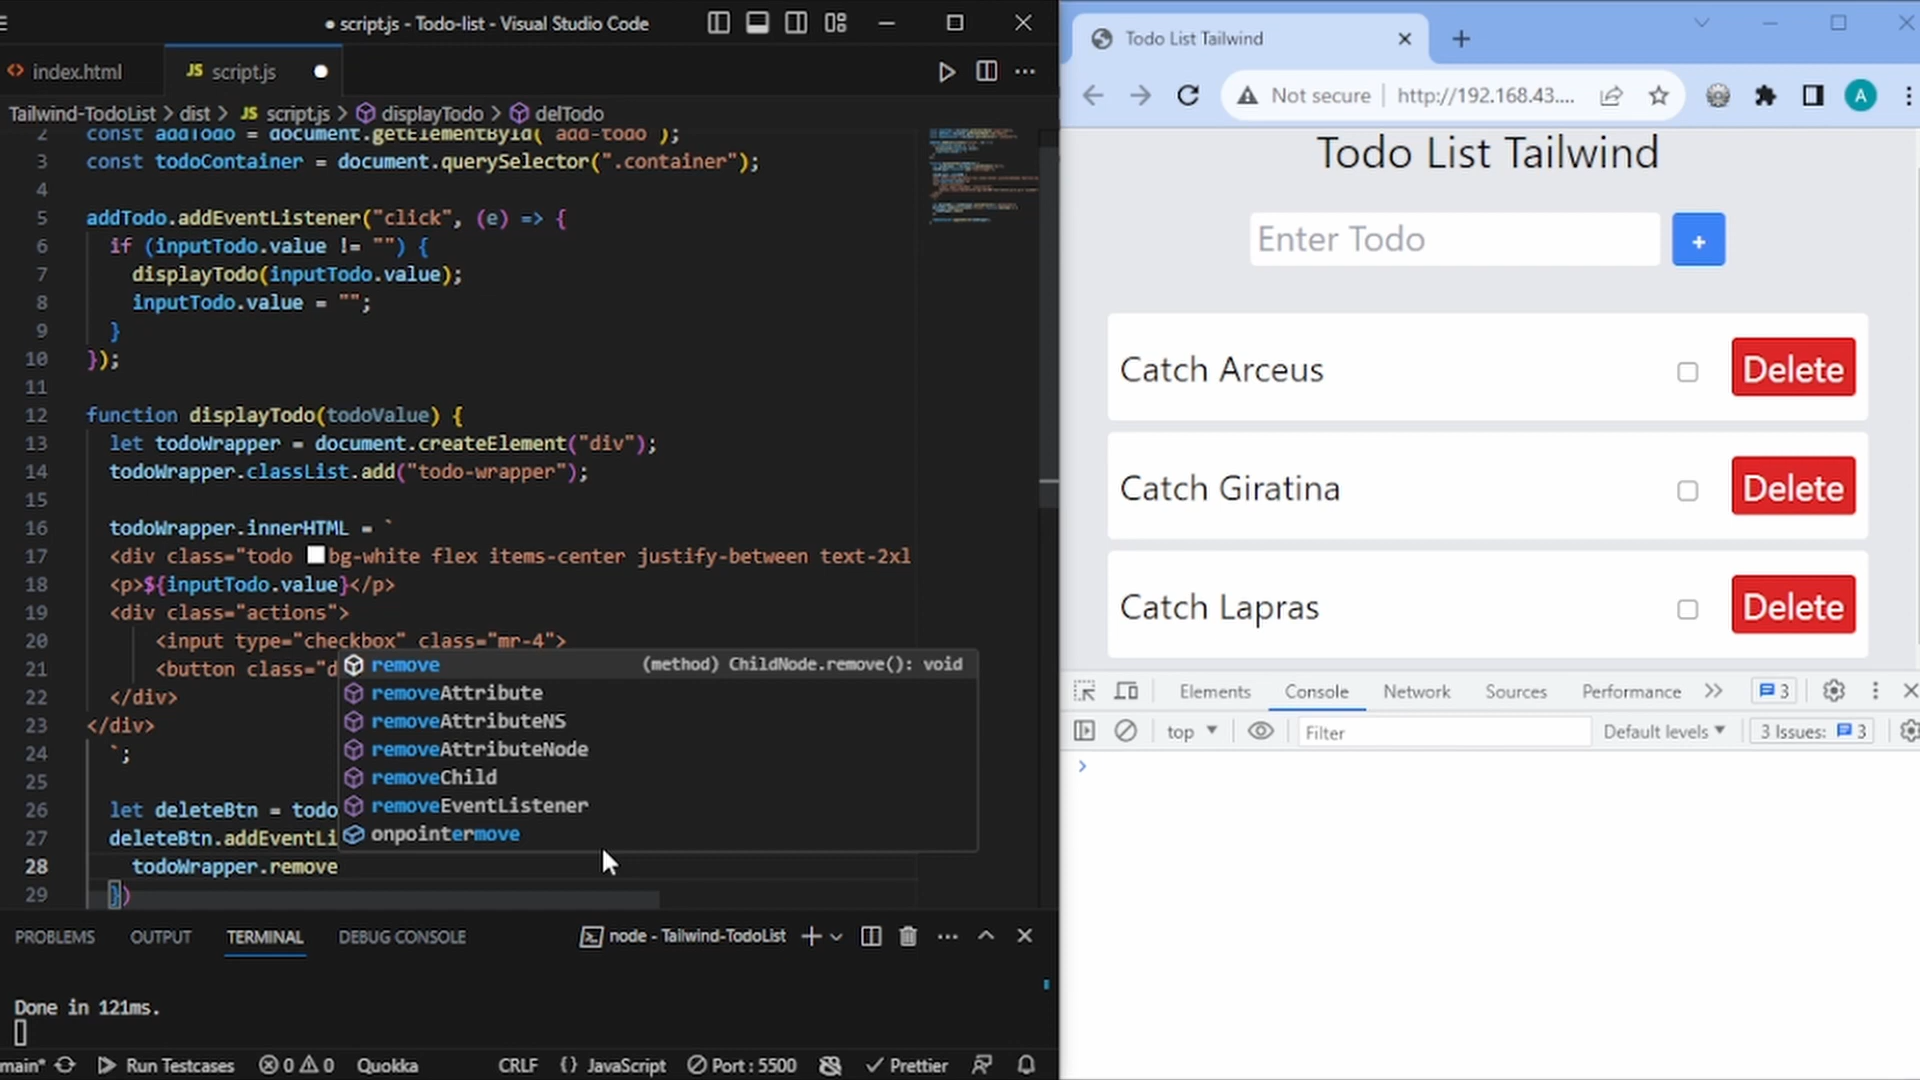 script.js - Todo-list - Visual Studio Code
index.html
JS script.js
Tailwind-TodoList > dist > JS script.js > displayTodo > delTodo
2 const addTodo = document.getElementById("add-todo");
3 const todoContainer = document.querySelector(".container");
4
5 addTodo.addEventListener("click", (e) => {
6 if (inputTodo.value != "") {
7 displayTodo(inputTodo.value);
8 inputTodo.value = "";
9 }
10 });
11
12 function displayTodo(todoValue) {
13 let todoWrapper = document.createElement("div");
14 todoWrapper.classList.add("todo-wrapper");
15
16 todoWrapper.innerHTML = `
17 <div class="todo bg-white flex items-center justify-between text-2xl
18 <p>${inputTodo.value}</p>
19 <div class="actions">
20 <input type="checkbox" class="mr-4">
21 <button class="d
22 </div>
23 </div>
24 `;
25
26 let deleteBtn = todo
27 deleteBtn.addEventLi
28 todoWrapper.remove
29 })
remove (method) ChildNode.remove(): void
removeAttribute
removeAttributeNS
removeAttributeNode
removeChild
removeEventListener
onpointermove
PROBLEMS OUTPUT TERMINAL DEBUG CONSOLE node - Tailwind-TodoList
Done in 121ms.
main* Run Testcases 0 0 Quokka CRLF {} JavaScript Port : 5500 Prettier
Todo List Tailwind
Not secure http://192.168.43....
A
Todo List Tailwind
Enter Todo +
Catch Arceus Delete
Catch Giratina Delete
Catch Lapras Delete
Elements Console Network Sources Performance 3
top Filter Default levels 3 Issues: 3